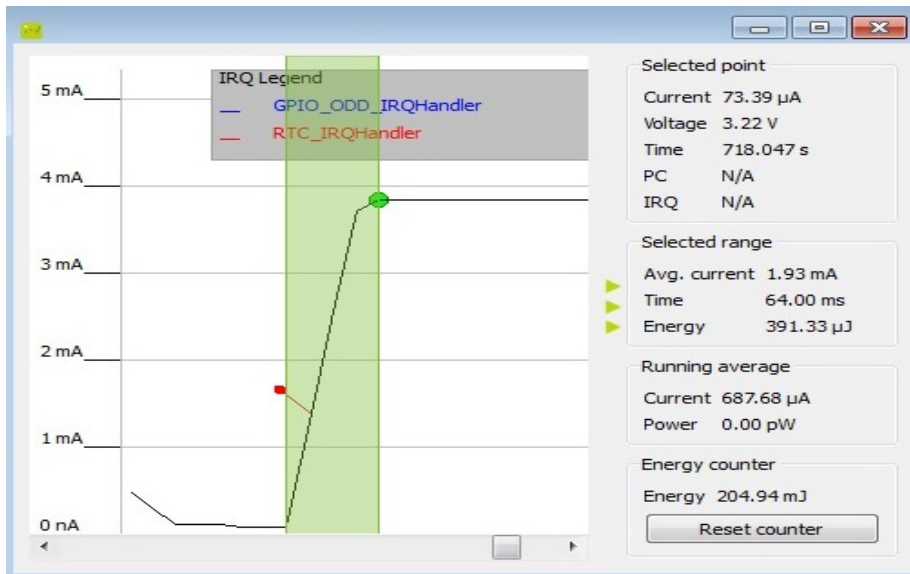 5 mA
4 mA
3 mA
2 mA
1 mA
0 nA
IRQ Legend
GPIO_ODD_IRQHandler
RTC_IRQHandler
Selected point
Current 73.39 µA
Voltage 3.22 V
Time 718.047 s
PC N/A
IRQ N/A
Selected range
Avg. current 1.93 mA
Time 64.00 ms
Energy 391.33 µJ
Running average
Current 687.68 µA
Power 0.00 pW
Energy counter
Energy 204.94 mJ
Reset counter